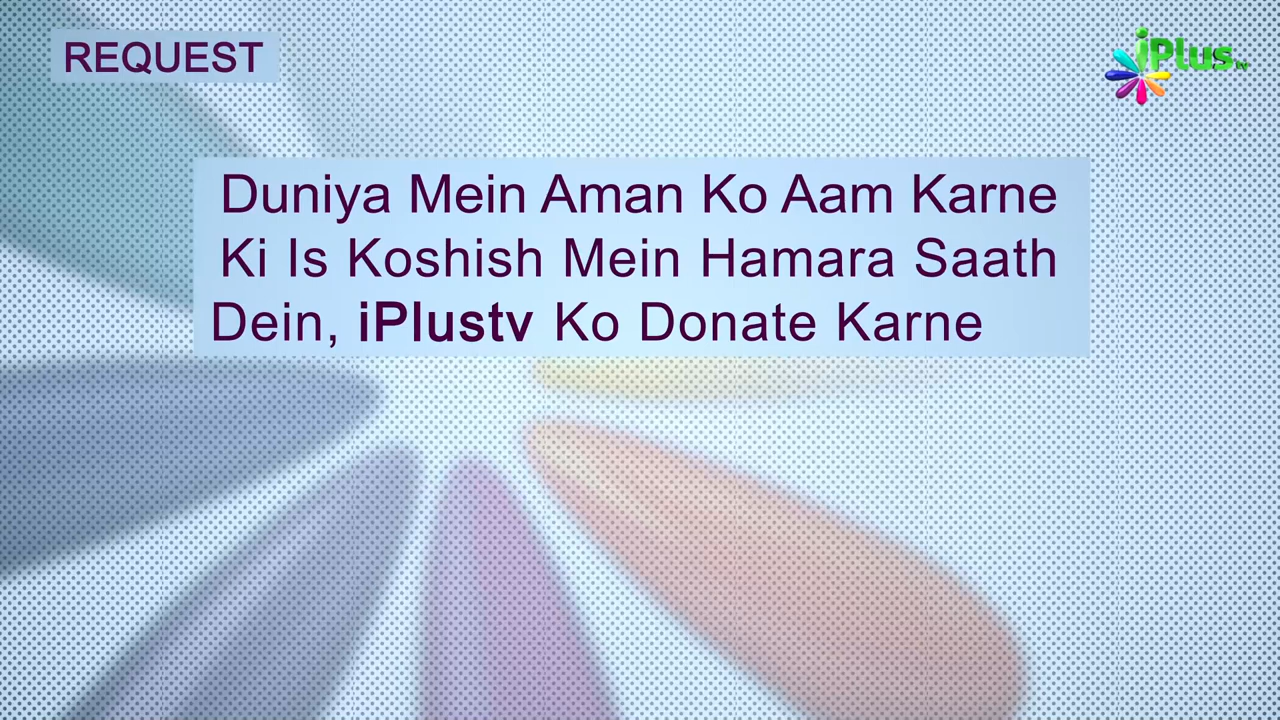 REQUEST
iPlus tv
Duniya Mein Aman Ko Aam Karne
Ki Is Koshish Mein Hamara Saath
Dein, iPlustv Ko Donate Karne